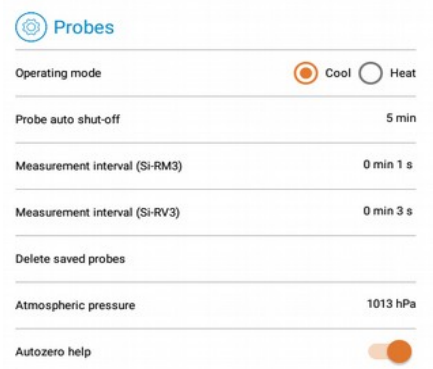 Probes
Operating mode Cool Heat
Probe auto shut-off 5 min
Measurement interval (Si-RM3) 0 min 1 s
Measurement interval (Si-RV3) 0 min 3 s
Delete saved probes
Atmospheric pressure 1013 hPa
Autozero help